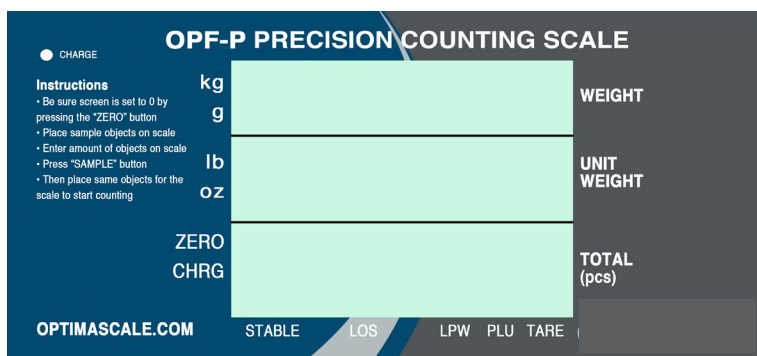 OPF-P PRECISION COUNTING SCALE
CHARGE
Instructions
• Be sure screen is set to 0 by
pressing the "ZERO" button
• Place sample objects on scale
• Enter amount of objects on scale
• Press "SAMPLE" button
• Then place same objects for the
scale to start counting
kg
g
lb
oz
ZERO
CHRG
WEIGHT
UNIT
WEIGHT
TOTAL
(pcs)
OPTIMASCALE.COM
STABLE LOS LPW PLU TARE